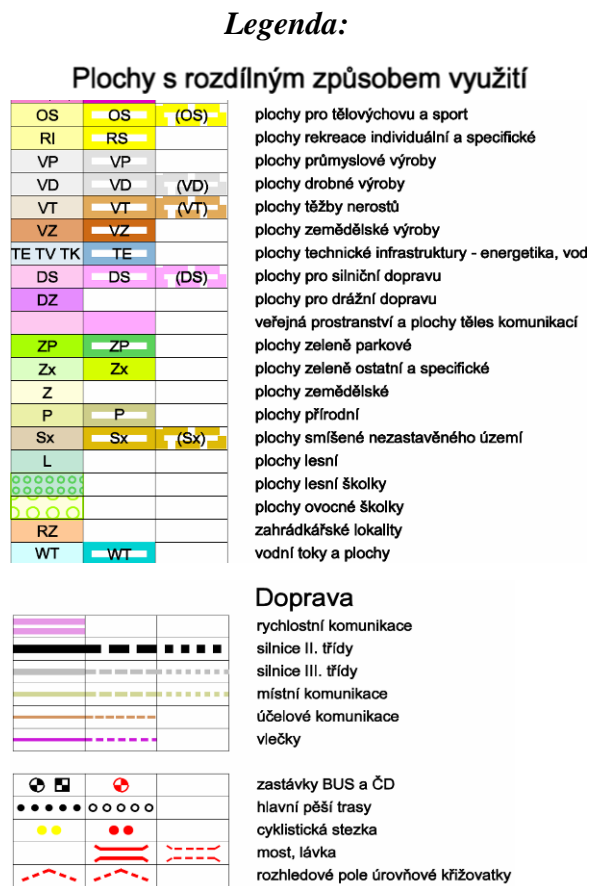 Legenda:
Plochy s rozdílným způsobem využití
OS OS (OS) plochy pro tělovýchovu a sport
RI RS plochy rekreace individuální a specifické
VP VP plochy průmyslové výroby
VD VD (VD) plochy drobné výroby
VT VT (VT) plochy těžby nerostů
VZ VZ plochy zemědělské výroby
TE TV TK TE plochy technické infrastruktury - energetika, vod
DS DS (DS) plochy pro silniční dopravu
DZ plochy pro drážní dopravu
veřejná prostranství a plochy těles komunikací
ZP ZP plochy zeleně parkové
Zx Zx plochy zeleně ostatní a specifické
Z plochy zemědělské
P P plochy přírodní
Sx Sx (Sx) plochy smíšené nezastavěného území
L plochy lesní
plochy lesní školky
plochy ovocné školky
RZ zahrádkářské lokality
WT WT vodní toky a plochy
Doprava
rychlostní komunikace
silnice II. třídy
silnice III. třídy
místní komunikace
účelové komunikace
vlečky
zastávky BUS a ČD
hlavní pěší trasy
cyklistická stezka
most, lávka
rozhledové pole úrovňové křižovatky